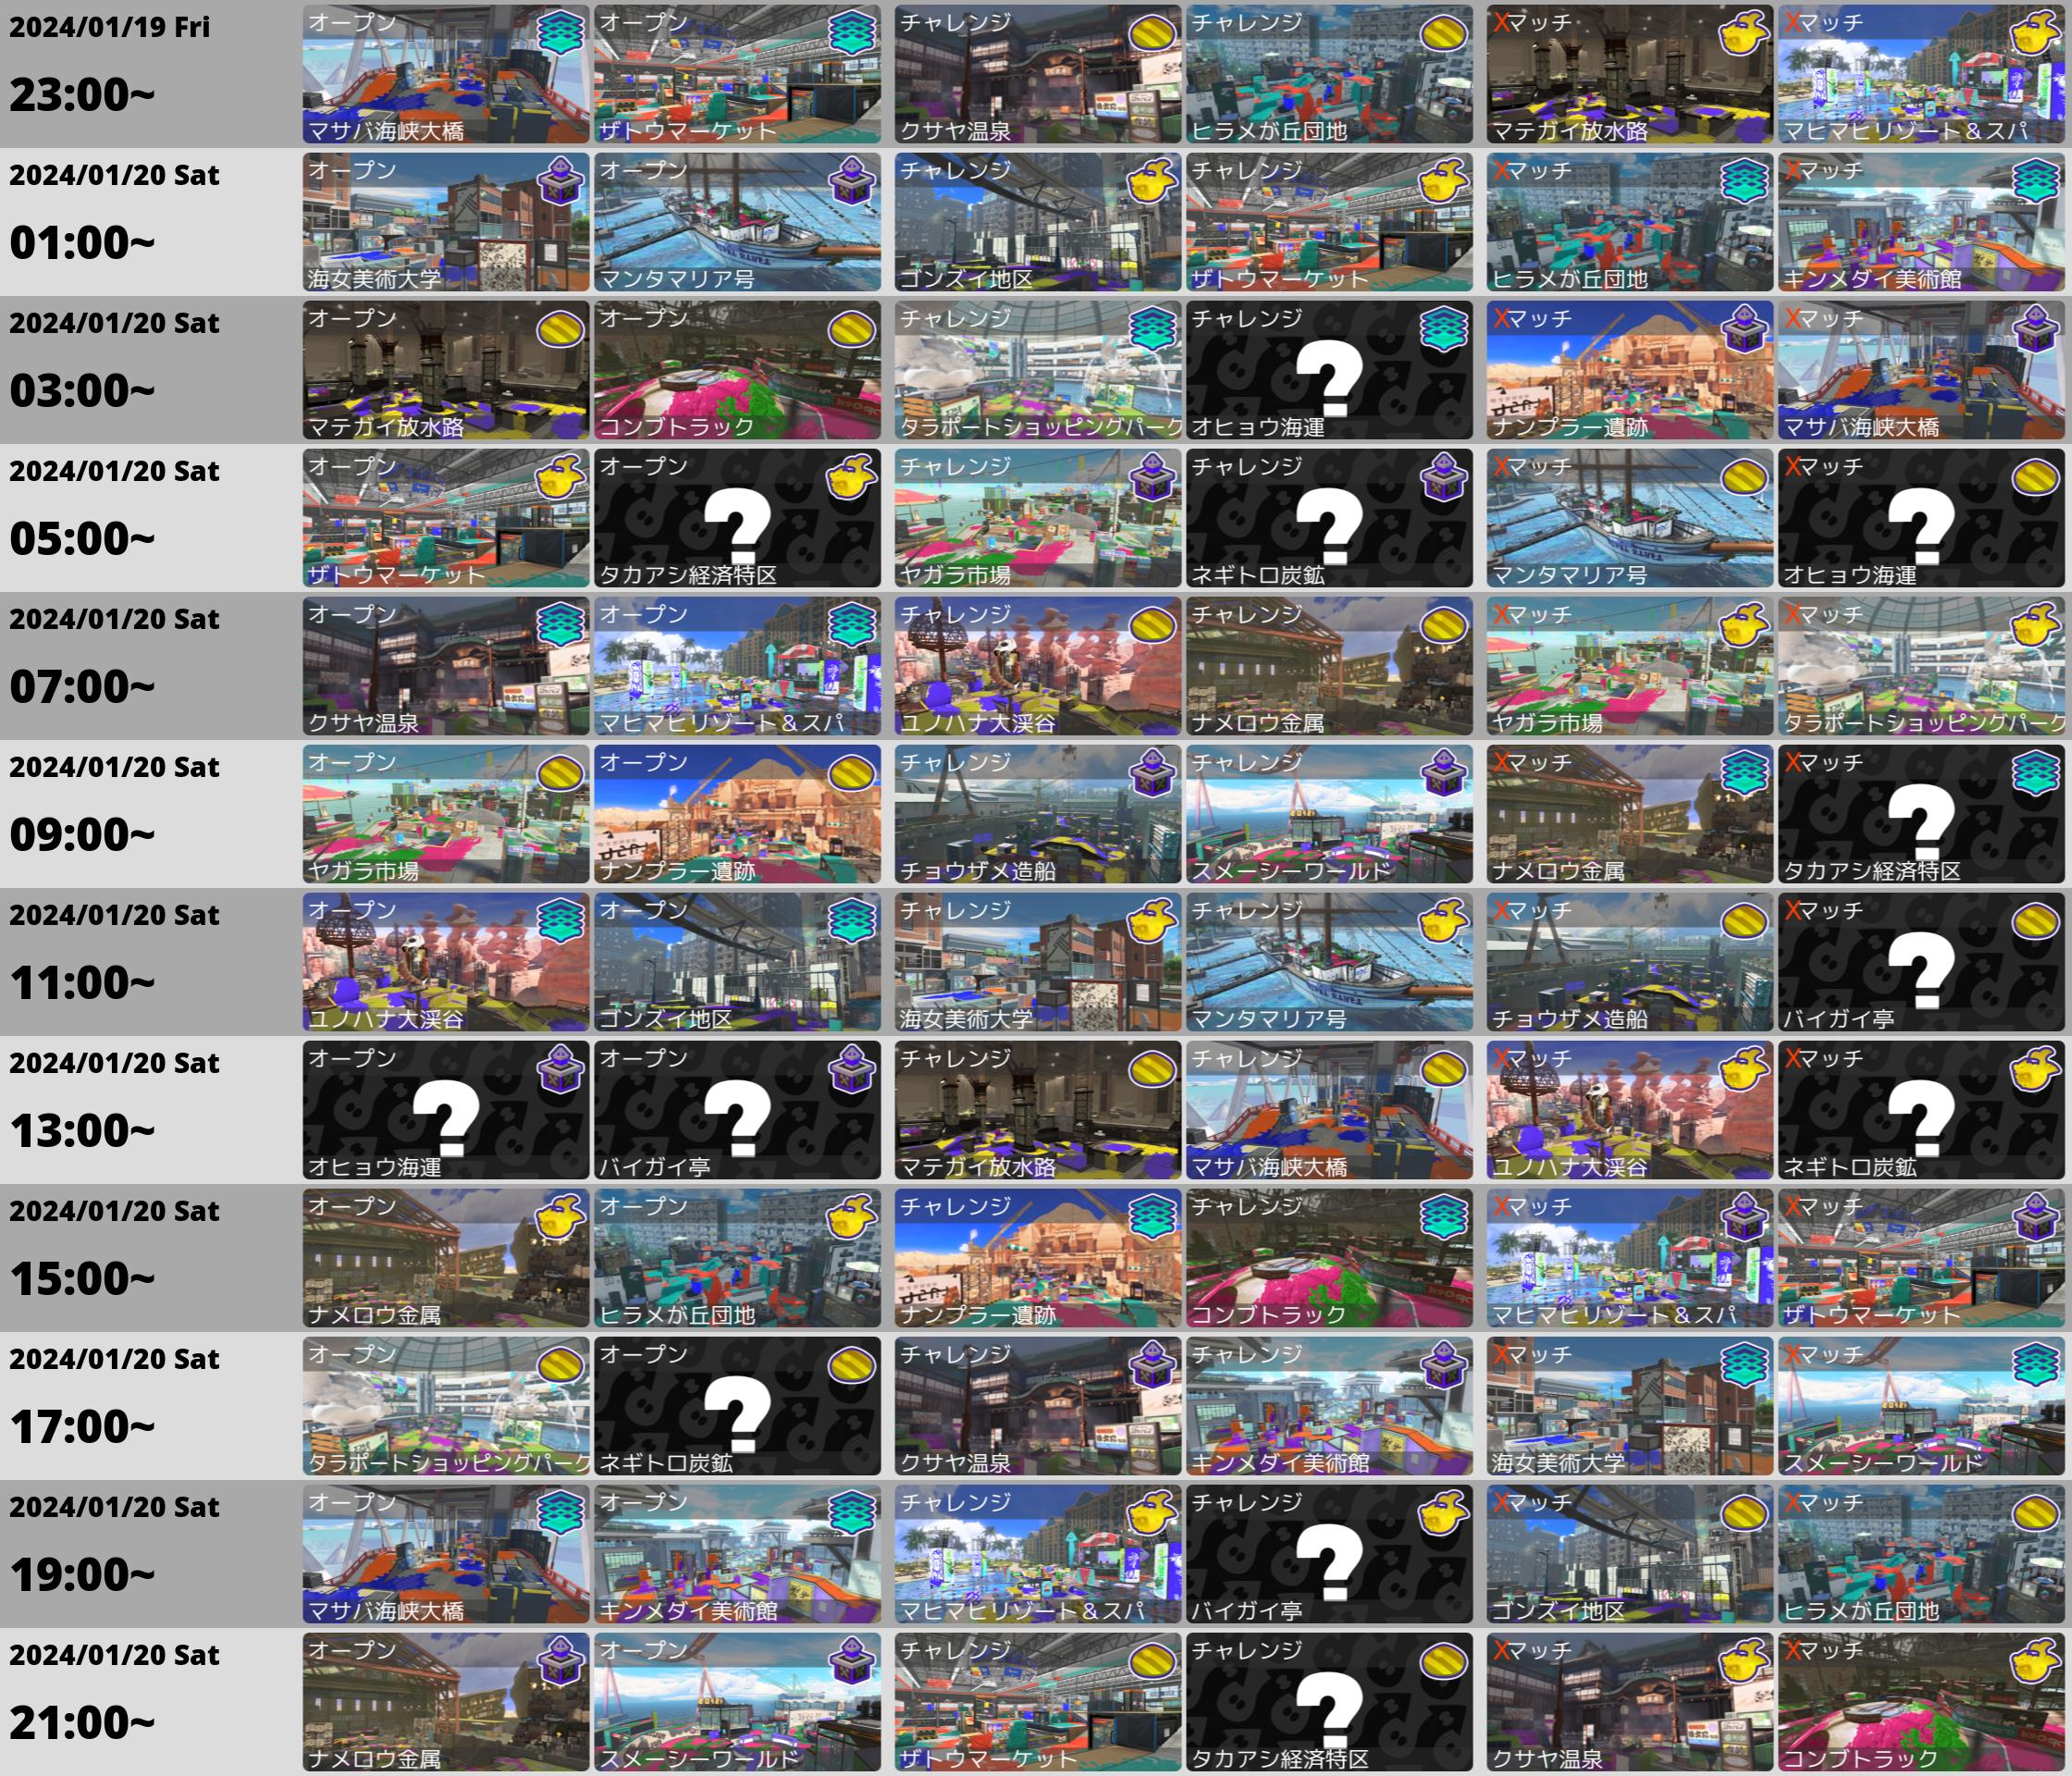 2024/01/19 Fri
23:00~
オープン
マサバ海峡大橋
オープン
ザトウマーケット
チャレンジ
クサヤ温泉
チャレンジ
ヒラメが丘団地
Xマッチ
マテガイ放水路
Xマッチ
マヒマヒリゾート＆スパ
2024/01/20 Sat
01:00~
オープン
海女美術大学
オープン
マンタマリア号
チャレンジ
ゴンズイ地区
チャレンジ
ザトウマーケット
Xマッチ
ヒラメが丘団地
Xマッチ
キンメダイ美術館
2024/01/20 Sat
03:00~
オープン
マテガイ放水路
オープン
コンブトラック
チャレンジ
タラポートショッピングパーク
チャレンジ
?
オヒョウ海運
Xマッチ
ナンプラー遺跡
Xマッチ
マサバ海峡大橋
2024/01/20 Sat
05:00~
オープン
ザトウマーケット
オープン
?
タカアシ経済特区
チャレンジ
ヤガラ市場
チャレンジ
?
ネギトロ炭鉱
Xマッチ
マンタマリア号
Xマッチ
?
オヒョウ海運
2024/01/20 Sat
07:00~
オープン
クサヤ温泉
オープン
マヒマヒリゾート＆スパ
チャレンジ
ユノハナ大渓谷
チャレンジ
ナメロウ金属
Xマッチ
ヤガラ市場
Xマッチ
タラポートショッピングパーク
2024/01/20 Sat
09:00~
オープン
ヤガラ市場
オープン
ナンプラー遺跡
チャレンジ
チョウザメ造船
チャレンジ
スメーシーワールド
Xマッチ
ナメロウ金属
Xマッチ
?
タカアシ経済特区
2024/01/20 Sat
11:00~
オープン
ユノハナ大渓谷
オープン
ゴンズイ地区
チャレンジ
海女美術大学
チャレンジ
マンタマリア号
Xマッチ
チョウザメ造船
Xマッチ
?
バイガイ亭
2024/01/20 Sat
13:00~
オープン
?
オヒョウ海運
オープン
?
バイガイ亭
チャレンジ
マテガイ放水路
チャレンジ
マサバ海峡大橋
Xマッチ
ユノハナ大渓谷
Xマッチ
?
ネギトロ炭鉱
2024/01/20 Sat
15:00~
オープン
ナメロウ金属
オープン
ヒラメが丘団地
チャレンジ
ナンプラー遺跡
チャレンジ
コンブトラック
Xマッチ
マヒマヒリゾート＆スパ
Xマッチ
ザトウマーケット
2024/01/20 Sat
17:00~
オープン
タラポートショッピングパーク
オープン
?
ネギトロ炭鉱
チャレンジ
クサヤ温泉
チャレンジ
キンメダイ美術館
Xマッチ
海女美術大学
Xマッチ
スメーシーワールド
2024/01/20 Sat
19:00~
オープン
マサバ海峡大橋
オープン
キンメダイ美術館
チャレンジ
マヒマヒリゾート＆スパ
チャレンジ
?
バイガイ亭
Xマッチ
ゴンズイ地区
Xマッチ
ヒラメが丘団地
2024/01/20 Sat
21:00~
オープン
ナメロウ金属
オープン
スメーシーワールド
チャレンジ
ザトウマーケット
チャレンジ
?
タカアシ経済特区
Xマッチ
クサヤ温泉
Xマッチ
コンブトラック